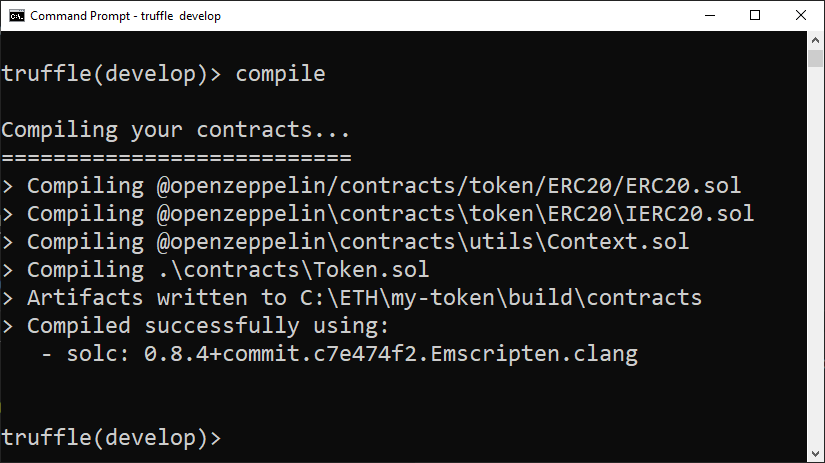 Command Prompt - truffle  develop
truffle(develop)> compile
Compiling your contracts...
===========================
> Compiling @openzeppelin/contracts/token/ERC20/ERC20.sol
> Compiling @openzeppelin\contracts\token\ERC20\IERC20.sol
> Compiling @openzeppelin\contracts\utils\Context.sol
> Compiling .\contracts\Token.sol
> Artifacts written to C:\ETH\my-token\build\contracts
> Compiled successfully using:
   - solc: 0.8.4+commit.c7e474f2.Emscripten.clang
truffle(develop)>